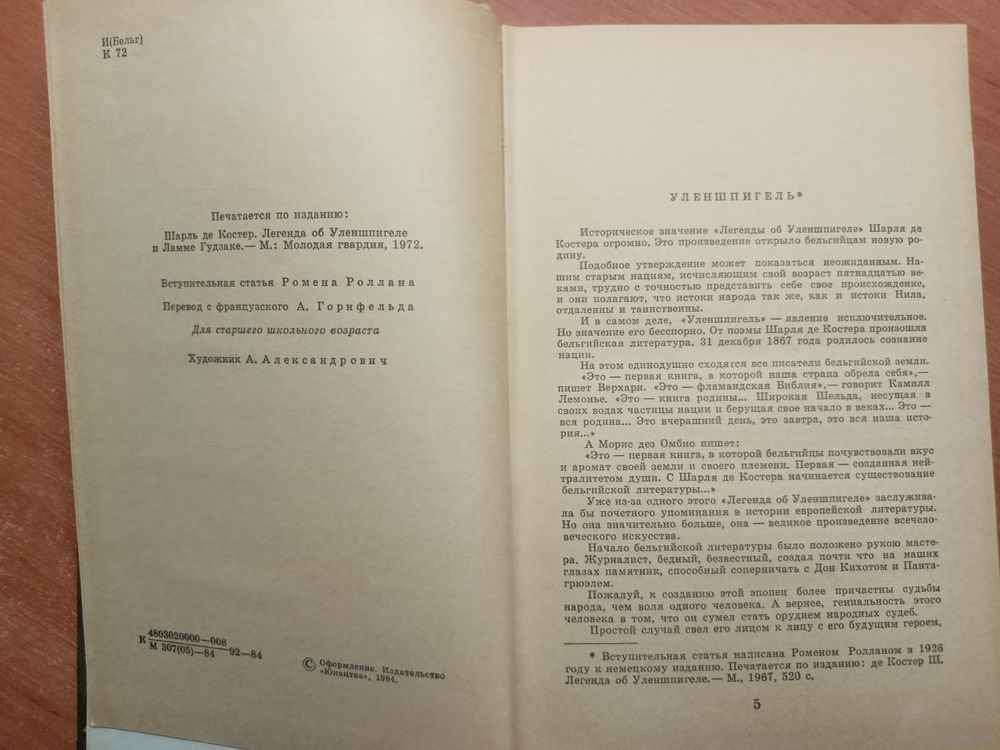 И(Бельг)
К 72
Печатается по изданию:
Шарль де Костер. Легенда об Уленшпигеле
и Ламме Гудзаке.— М.: Молодая гвардия, 1972.
Вступительная статья Ромена Роллана
Перевод с французского А. Горнфельда
Для старшего школьного возраста
Художник А. Александрович
К 4803020000—008
М 307(05)—84 92—84
© Оформление. Издательство
«Юнацтва», 1984.
УЛЕНШПИГЕЛЬ*
Историческое значение «Легенды об Уленшпигеле» Шарля де
Костера огромно. Это произведение открыло бельгийцам новую ро-
дину.
Подобное утверждение может показаться неожиданным. На-
шим старым нациям, исчисляющим свой возраст пятнадцатью ве-
ками, трудно с точностью представить себе свое происхождение,
и они полагают, что истоки народа так же, как и истоки Нила,
отдаленны и таинственны.
И в самом деле, «Уленшпигель» — явление исключительное.
Но значение его бесспорно. От поэмы Шарля де Костера произошла
бельгийская литература. 31 декабря 1867 года родилось сознание
нации.
На этом единодушно сходятся все писатели бельгийской земли.
«Это — первая книга, в которой наша страна обрела себя»,—
пишет Верхарн. «Это — фламандская Библия»,— говорит Камилл
Лемонье. «Это — книга родины... Широкая Шельда, несущая в
своих водах частицы нации и берущая свое начало в веках... Это —
вся родина... Это вчерашний день, это завтра, это вся наша исто-
рия...»
А Морис дез Омбио пишет:
«Это — первая книга, в которой бельгийцы почувствовали вкус
и аромат своей земли и своего племени. Первая — созданная ней-
тралитетом души. С Шарля де Костера начинается существование
бельгийской литературы...»
Уже из-за одного этого «Легенда об Уленшпигеле» заслужива-
ла бы почетного упоминания в истории европейской литературы.
Но она значительно больше, она — великое произведение всечело-
веческого искусства.
Начало бельгийской литературы было положено рукою масте-
ра. Журналист, бедный, безвестный, создал почти что на наших
глазах памятник, способный соперничать с Дон Кихотом и Панта-
грюэлем.
Пожалуй, к созданию этой эпопеи более причастны судьбы
народа, чем воля одного человека. А вернее, гениальность этого
человека в том, что он сумел стать орудием народных судеб.
Простой случай свел его лицом к лицу с его будущим героем,
* Вступительная статья написана Роменом Ролланом в 1926
году к немецкому изданию. Печатается по изданию: де Костер Ш.
Легенда об Уленшпигеле.— М., 1967, 520 с.
5